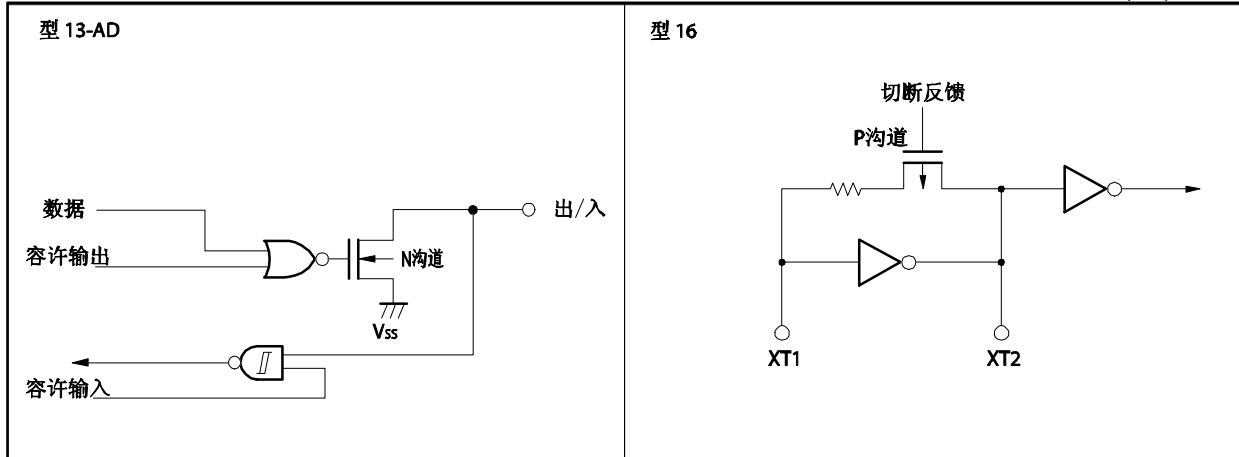 型 13-AD
数据
容许输出
N沟道
出/入
Vss
容许输入
型 16
切断反馈
P沟道
XT1
XT2